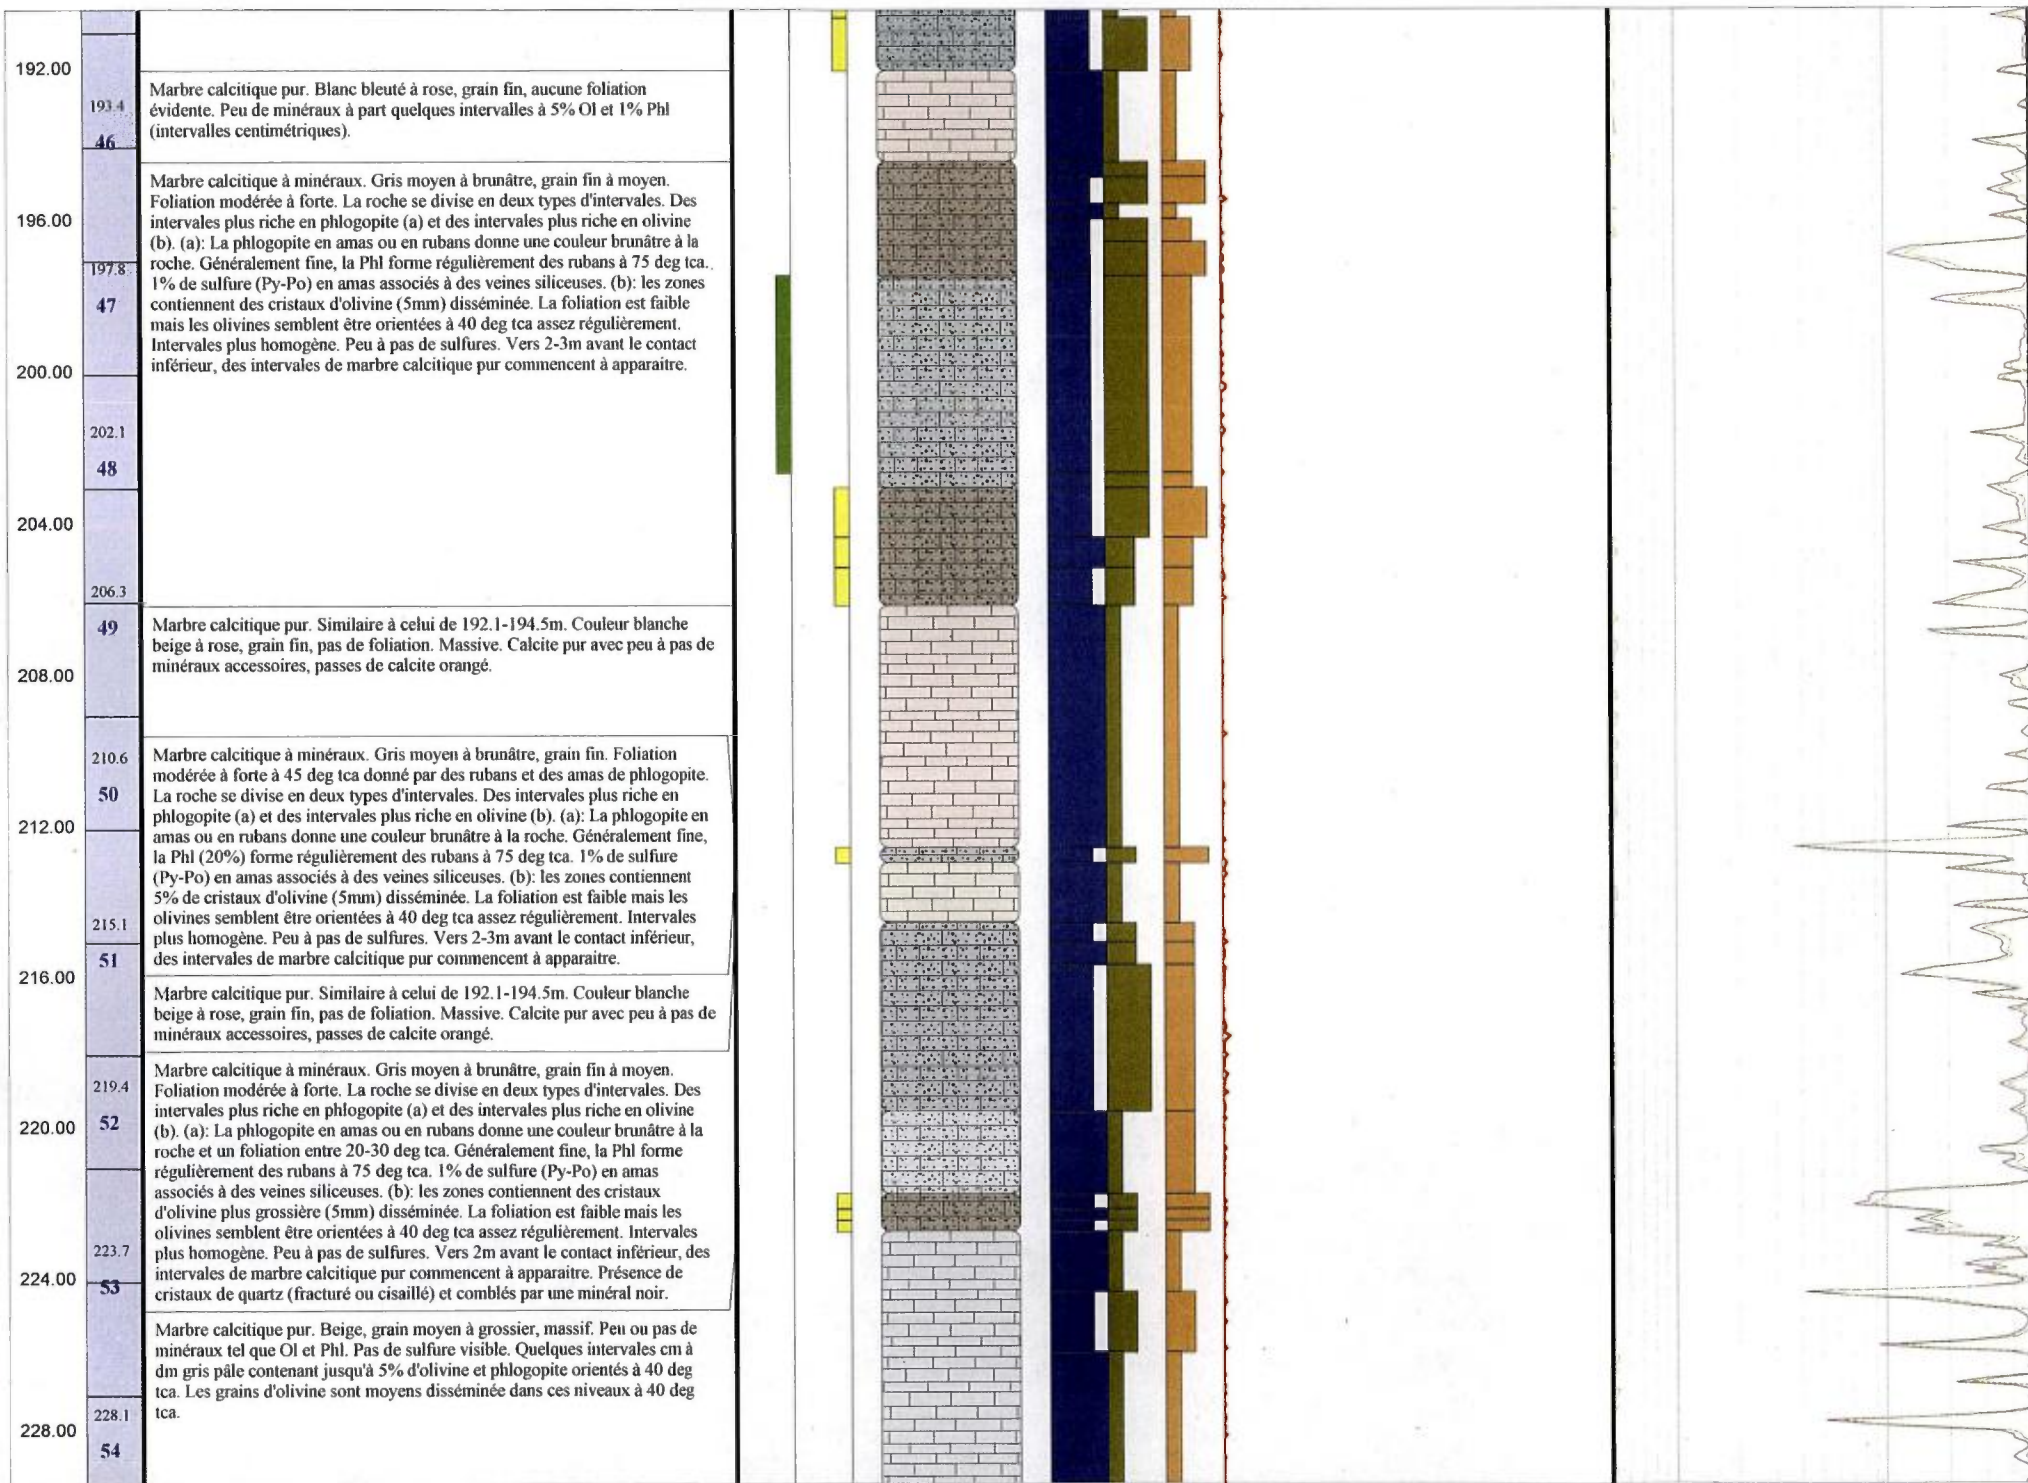 192.00
196.00
200.00
204.00
208.00
212.00
216.00
220.00
224.00
228.00
193.4
46
197.8
47
202.1
48
206.3
49
210.6
50
215.1
51
219.4
52
223.7
53
228.1
54
Marbre calcitique pur. Blanc bleuté à rose, grain fin, aucune foliation
évidente. Peu de minéraux à part quelques intervalles à 5% Ol et 1% Phl
(intervalles centimétriques).
Marbre calcitique à minéraux. Gris moyen à brunâtre, grain fin à moyen.
Foliation modérée à forte. La roche se divise en deux types d'intervales. Des
intervales plus riche en phlogopite (a) et des intervales plus riche en olivine
(b). (a): La phlogopite en amas ou en rubans donne une couleur brunâtre à la
roche. Généralement fine, la Phl forme régulièrement des rubans à 75 deg tca.
1% de sulfure (Py-Po) en amas associés à des veines siliceuses. (b): les zones
contiennent des cristaux d'olivine (5mm) disséminée. La foliation est faible
mais les olivines semblent être orientées à 40 deg tca assez régulièrement.
Intervales plus homogène. Peu à pas de sulfures. Vers 2-3m avant le contact
inférieur, des intervales de marbre calcitique pur commencent à apparaitre.
Marbre calcitique pur. Similaire à celui de 192.1-194.5m. Couleur blanche
beige à rose, grain fin, pas de foliation. Massive. Calcite pur avec peu à pas de
minéraux accessoires, passes de calcite orangé.
Marbre calcitique à minéraux. Gris moyen à brunâtre, grain fin. Foliation
modérée à forte à 45 deg tca donné par des rubans et des amas de phlogopite.
La roche se divise en deux types d'intervales. Des intervales plus riche en
phlogopite (a) et des intervales plus riche en olivine (b). (a): La phlogopite en
amas ou en rubans donne une couleur brunâtre à la roche. Généralement fine,
la Phl (20%) forme régulièrement des rubans à 75 deg tca. 1% de sulfure
(Py-Po) en amas associés à des veines siliceuses. (b): les zones contiennent
5% de cristaux d'olivine (5mm) disséminée. La foliation est faible mais les
olivines semblent être orientées à 40 deg tca assez régulièrement. Intervales
plus homogène. Peu à pas de sulfures. Vers 2-3m avant le contact inférieur,
des intervales de marbre calcitique pur commencent à apparaitre.
Marbre calcitique pur. Similaire à celui de 192.1-194.5m. Couleur blanche
beige à rose, grain fin, pas de foliation. Massive. Calcite pur avec peu à pas de
minéraux accessoires, passes de calcite orangé.
Marbre calcitique à minéraux. Gris moyen à brunâtre, grain fin à moyen.
Foliation modérée à forte. La roche se divise en deux types d'intervales. Des
intervales plus riche en phlogopite (a) et des intervales plus riche en olivine
(b). (a): La phlogopite en amas ou en rubans donne une couleur brunâtre à la
roche et un foliation entre 20-30 deg tca. Généralement fine, la Phl forme
régulièrement des rubans à 75 deg tca. 1% de sulfure (Py-Po) en amas
associés à des veines siliceuses. (b): les zones contiennent des cristaux
d'olivine plus grossière (5mm) disséminée. La foliation est faible mais les
olivines semblent être orientées à 40 deg tca assez régulièrement. Intervales
plus homogène. Peu à pas de sulfures. Vers 2m avant le contact inférieur, des
intervales de marbre calcitique pur commencent à apparaitre. Présence de
cristaux de quartz (fracturé ou cisaillé) et comblés par une minéral noir.
Marbre calcitique pur. Beige, grain moyen à grossier, massif. Peu ou pas de
minéraux tel que Ol et Phl. Pas de sulfure visible. Quelques intervales cm à
dm gris pâle contenant jusqu'à 5% d'olivine et phlogopite orientés à 40 deg
tca. Les grains d'olivine sont moyens disséminée dans ces niveaux à 40 deg
tca.